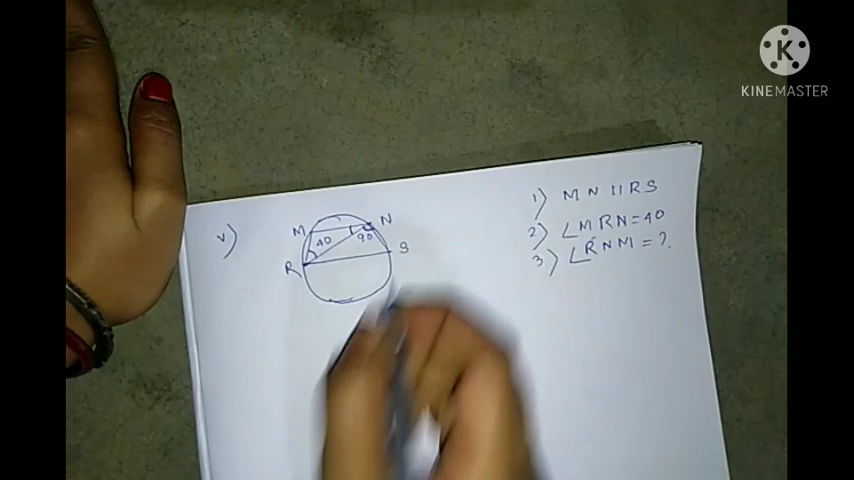 K
KINEMASTER
1) MN || RS
2) ∠MRN = 40
3) ∠RNM = ?
v)
M
N
40
90
S
R